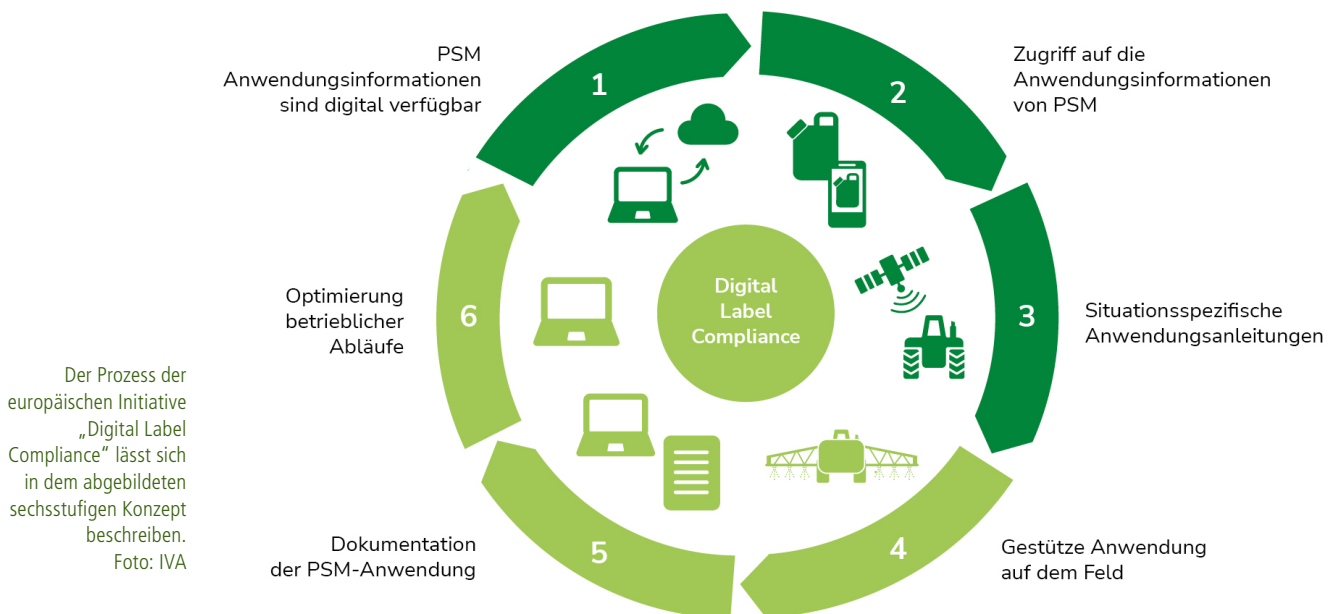 PSM
Anwendungsinformationen
sind digital verfügbar
1
2
Zugriff auf die
Anwendungsinformationen
von PSM
3
Situationsspezifische
Anwendungsanleitungen
4
Gestütze Anwendung
auf dem Feld
5
Dokumentation
der PSM-Anwendung
6
Optimierung
betrieblicher
Abläufe
Digital
Label
Compliance
Der Prozess der
europäischen Initiative
„Digital Label
Compliance“ lässt sich
in dem abgebildeten
sechsstufigen Konzept
beschreiben.
Foto: IVA